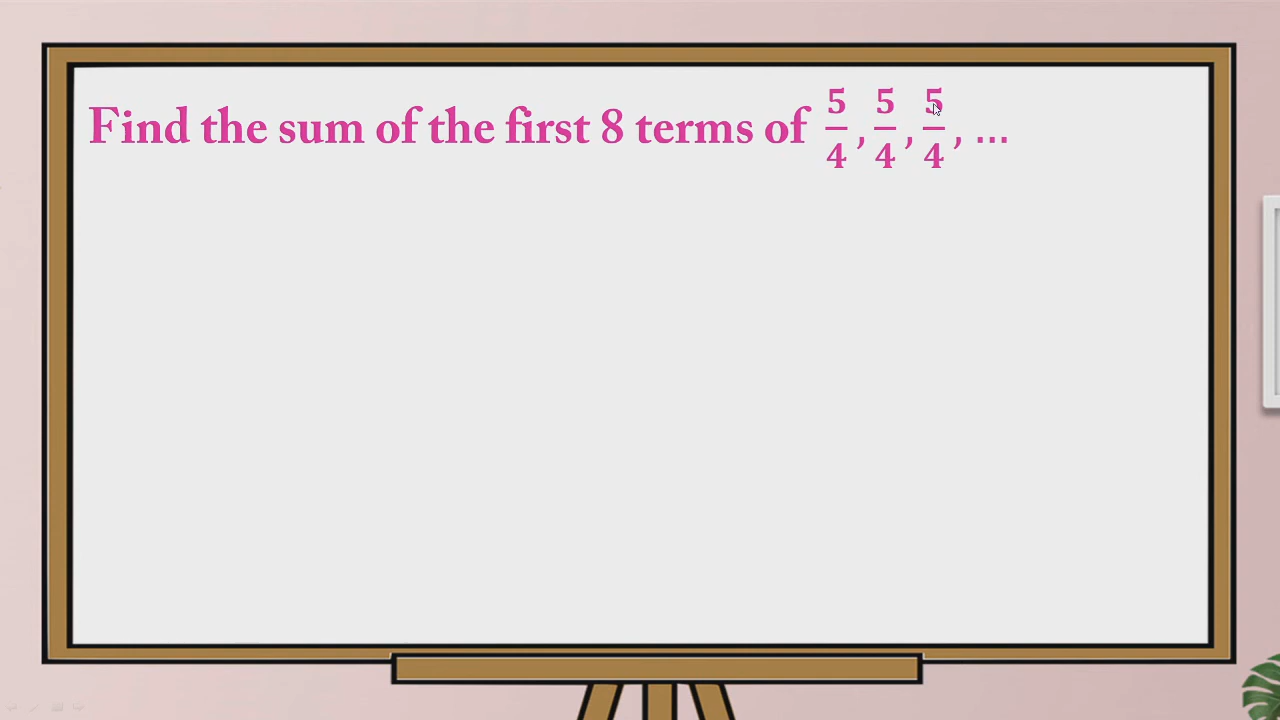 Find the sum of the first 8 terms of 5/4, 5/4, 5/4, ...